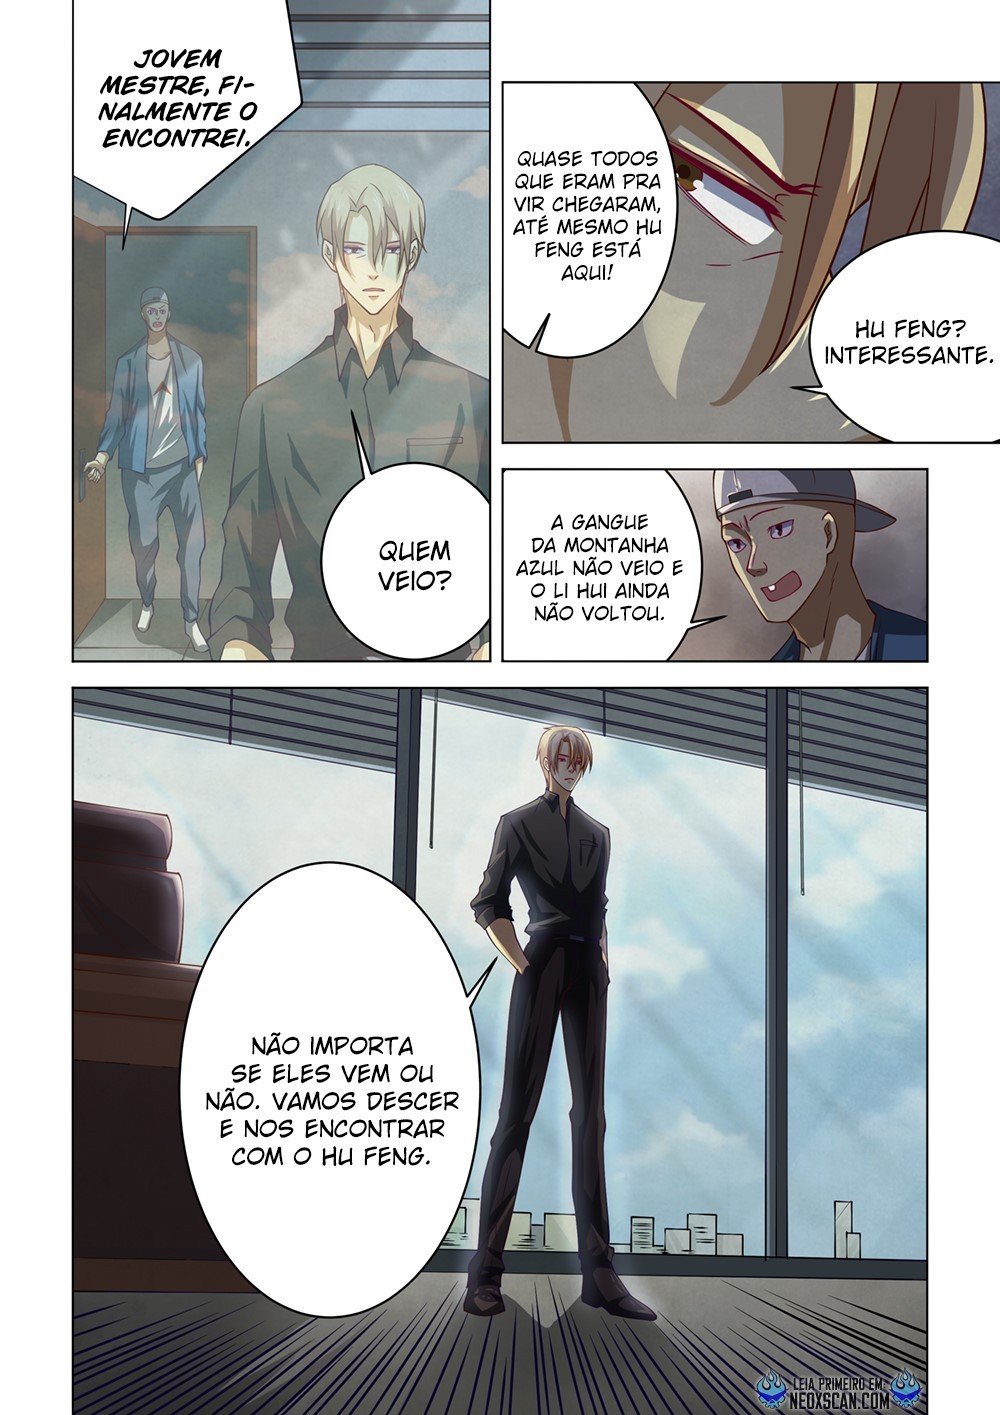 JOVEM
MESTRE, FI-
NALMENTE O
ENCONTREI.
QUEM
VEIO?
QUASE TODOS
QUE ERAM PRA
VIR CHEGARAM,
ATÉ MESMO HU
FENG ESTÁ
AQUI!
HU FENG?
INTERESSANTE.
A GANGUE
DA MONTANHA
AZUL NÃO VEIO E
O LI HUI AINDA
NÃO VOLTOU.
NÃO IMPORTA
SE ELES VEM OU
NÃO. VAMOS DESCER
E NOS ENCONTRAR
COM O HU FENG.
LEIA PRIMEIRO EM
NEOXSCAN.COM